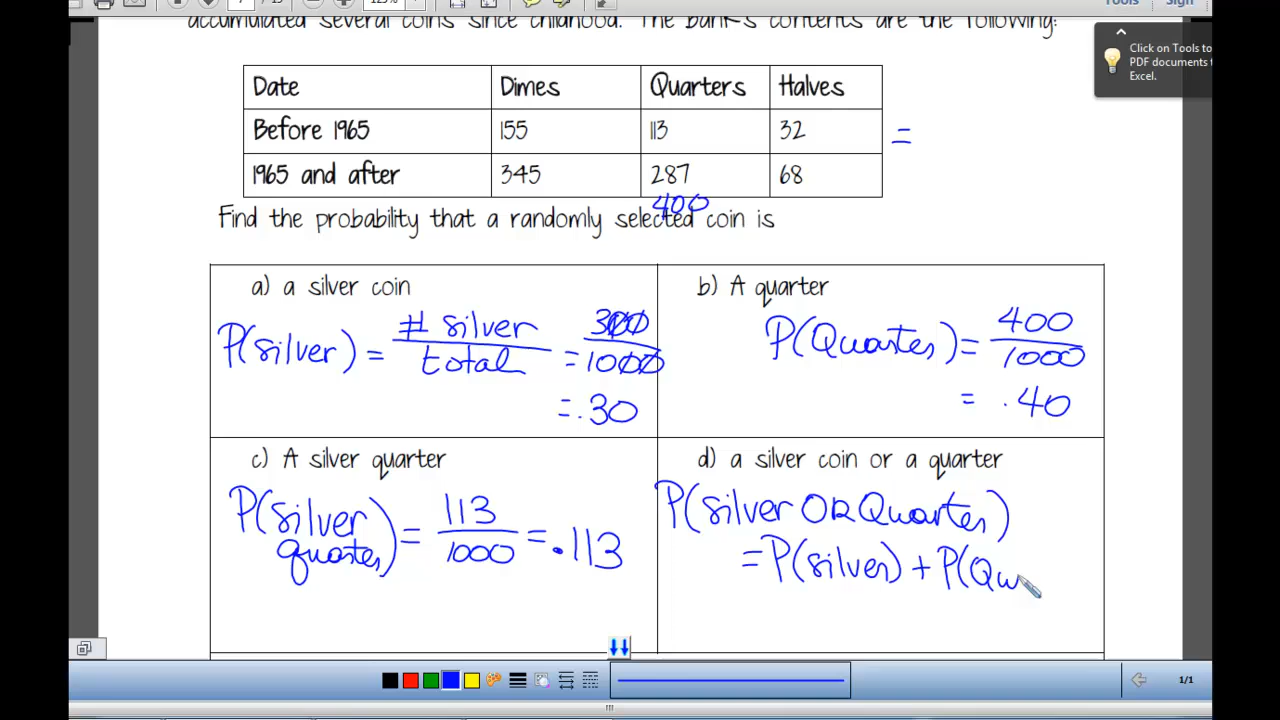 accumulated several coins since childhood. The bank's contents are the following:
Tools Sign
Click on Tools to
PDF documents t
Excel.
Date Dimes Quarters Halves
Before 1965 155 113 32 =
1965 and after 345 287 68
400
Find the probability that a randomly selected coin is
a) a silver coin
P(silver) = # silver / total = 300 / 1000
= .30
b) A quarter
P(Quarter) = 400 / 1000
= .40
c) A silver quarter
P(silver quarter) = 113 / 1000 = .113
d) a silver coin or a quarter
P(silver OR Quarter)
= P(silver) + P(Qu
1/1